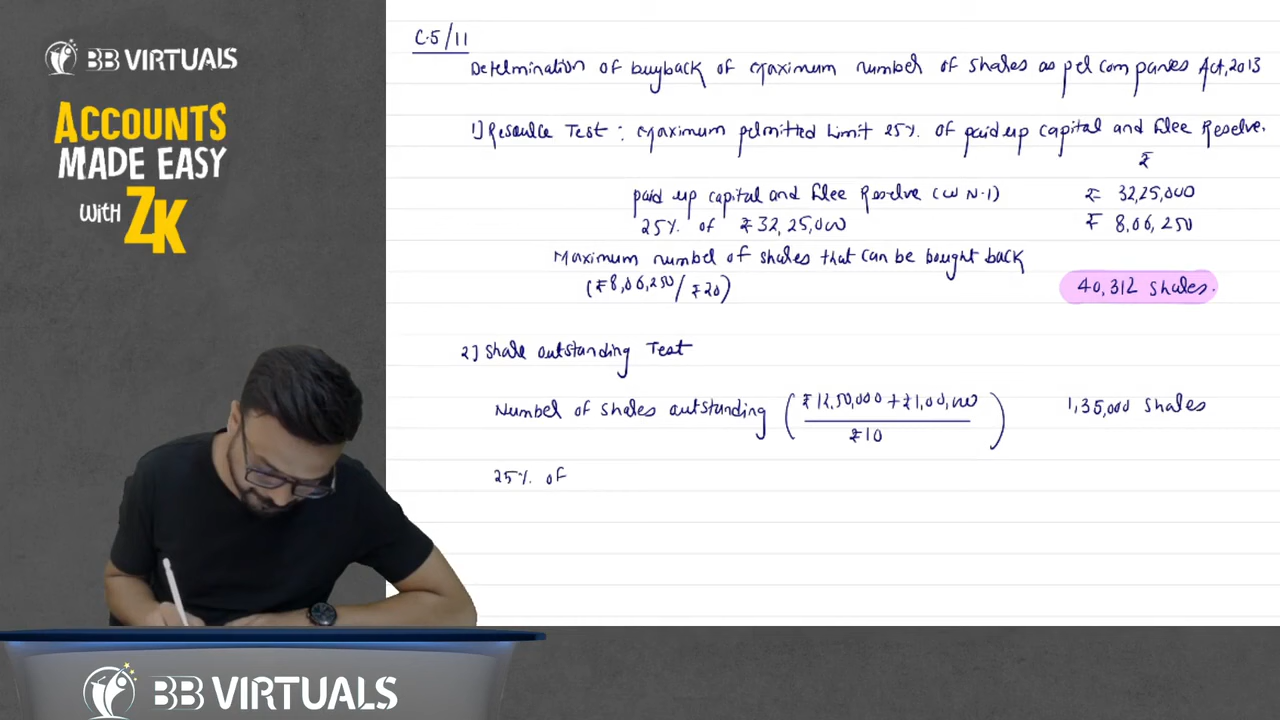 BB VIRTUALS
ACCOUNTS
MADE EASY
WITH ZK
C.5/11
Determination of buyback of Maximum number of shares as per companies Act, 2013
1) Resource Test : Maximum permitted Limit 25% of paid up capital and Free Reserve.
₹
paid up capital and Free Reserve (W N-1) ₹ 32,25,000
25% of ₹32,25,000 ₹ 8,06,250
Maximum number of shares that can be bought back
(₹8,06,250/₹20) 40,312 shares.
2) Share outstanding Test
Number of shares outstanding (₹12,50,000 + ₹1,00,000 / ₹10) 1,35,000 shares
25% of
BB VIRTUALS